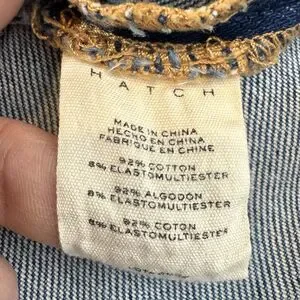 HATCH
MADE IN CHINA
HECHO EN CHINA
FABRIQUE EN CHINE
92% COTTON
8% ELASTOMULTIESTER
92% ALGODÓN
8% ELASTOMULTIESTER
92% COTON
8% ELASTOMULTIESTER